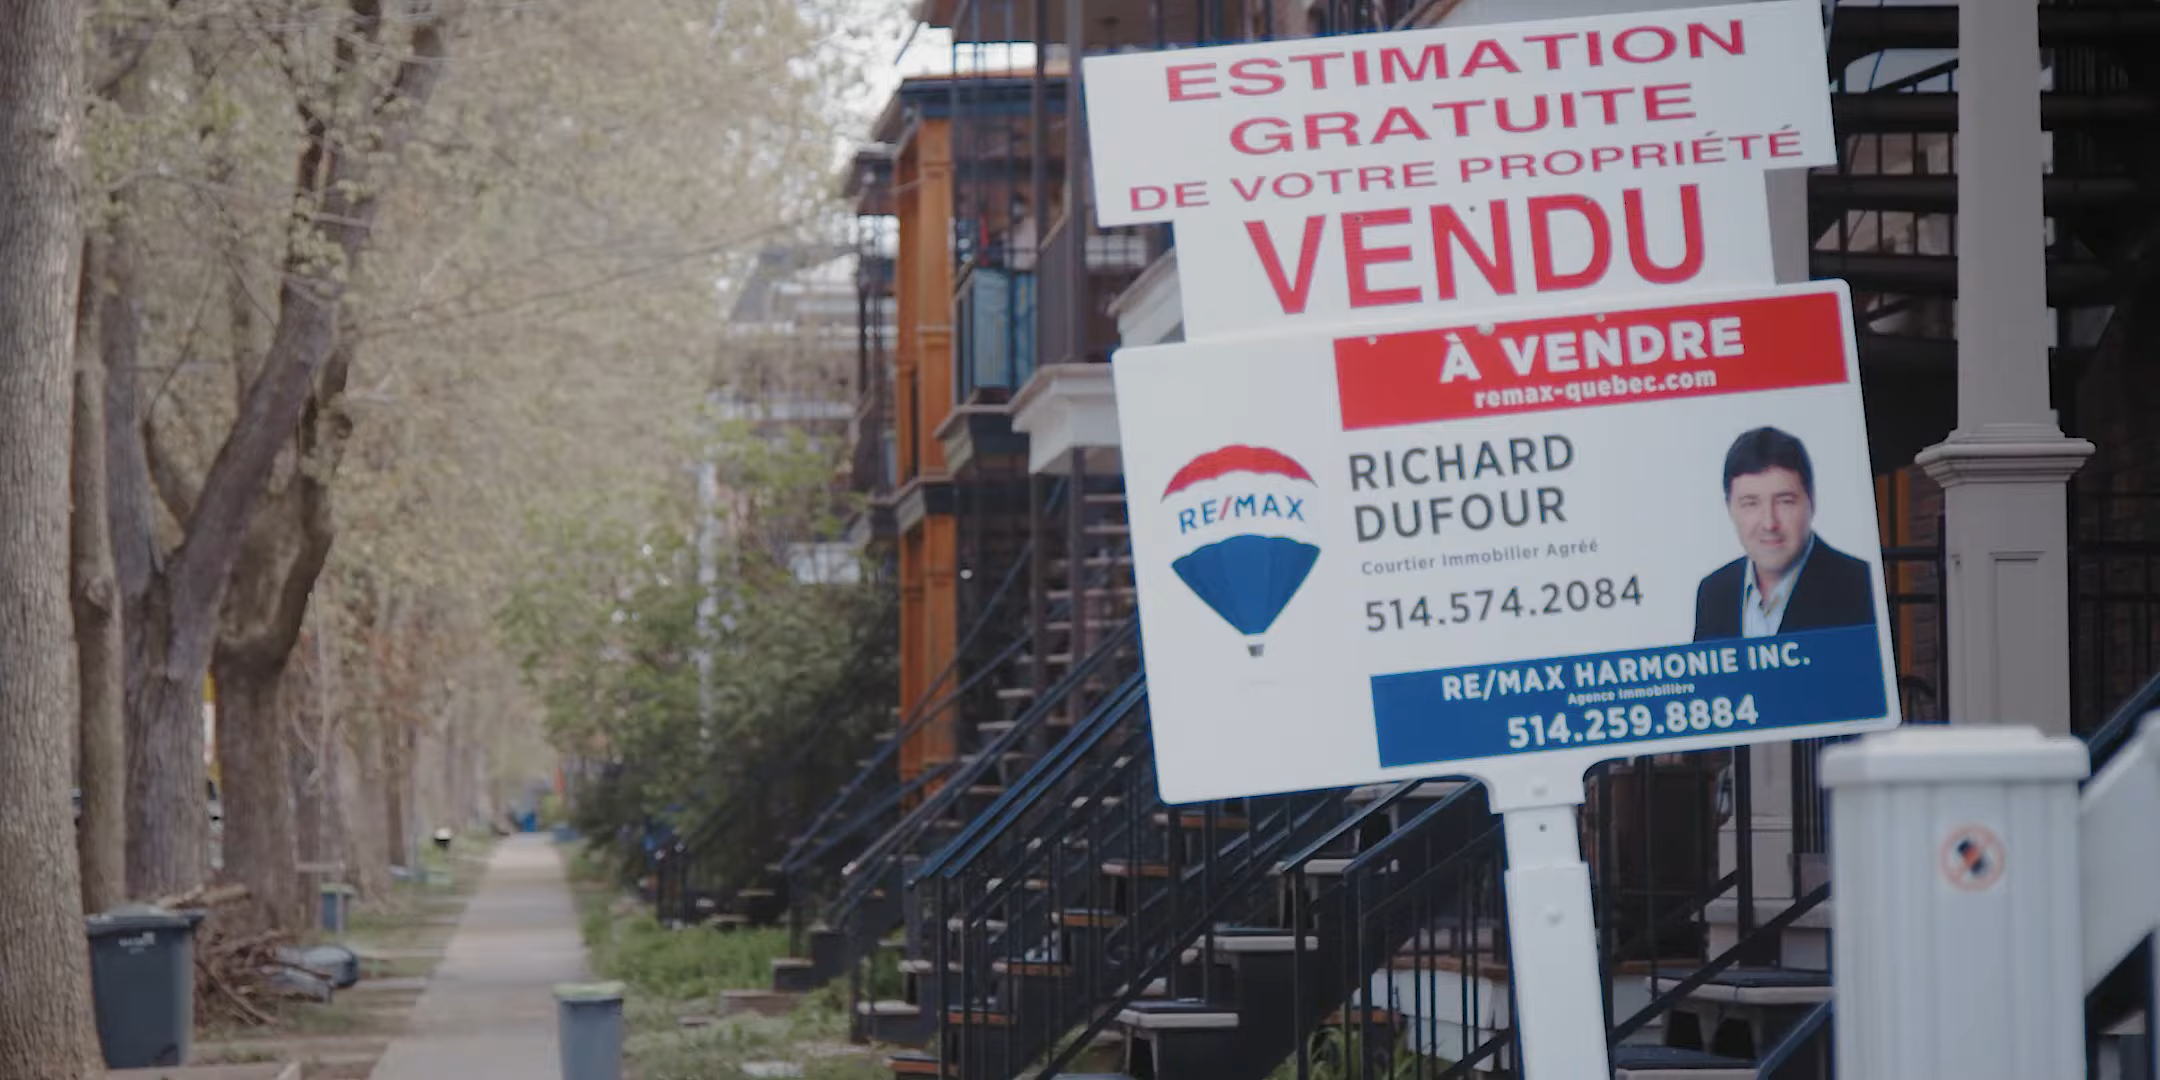 ESTIMATION
GRATUITE
DE VOTRE PROPRIÉTÉ
VENDU
À VENDRE
remax-quebec.com
RE/MAX
RICHARD
DUFOUR
Courtier Immobilier Agréé
514.574.2084
RE/MAX HARMONIE INC.
Agence Immobilière
514.259.8884